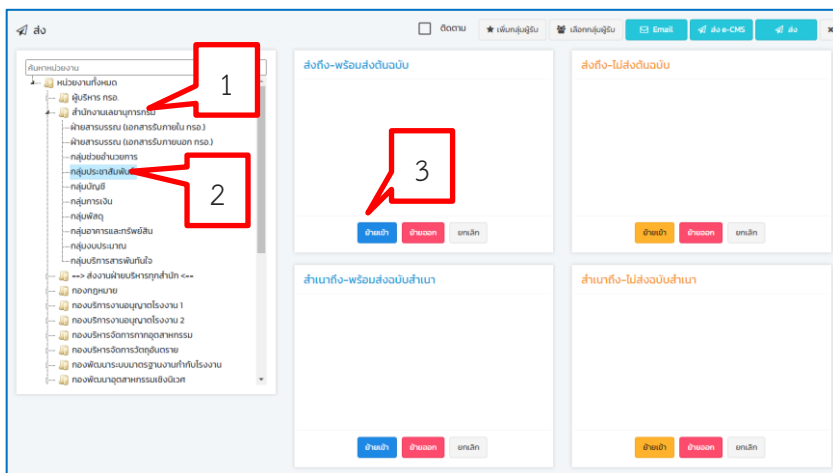 ส่ง
ติดตาม
เพิ่มกลุ่มผู้รับ
เลือกกลุ่มผู้รับ
Email
ส่ง e-CMS
ส่ง
ค้นหาหน่วยงาน
หน่วยงานทั้งหมด
ผู้บริหาร กรอ.
สำนักงานเลขานุการกรม
ฝ่ายสารบรรณ (เอกสารรับภายใน กรอ.)
ฝ่ายสารบรรณ (เอกสารรับภายนอก กรอ.)
กลุ่มช่วยอำนวยการ
กลุ่มประชาสัมพันธ์
กลุ่มบัญชี
กลุ่มการเงิน
กลุ่มพัสดุ
กลุ่มอาคารและทรัพย์สิน
กลุ่มงบประมาณ
กลุ่มบริการสารพันทันใจ
==> ส่งงานฝ่ายบริหารทุกสำนัก <==
กองกฎหมาย
กองบริการงานอนุญาตโรงงาน 1
กองบริการงานอนุญาตโรงงาน 2
กองบริหารจัดการกากอุตสาหกรรม
กองบริหารจัดการวัตถุอันตราย
กองพัฒนาระบบมาตรฐานงานกำกับโรงงาน
กองพัฒนาอุตสาหกรรมเชิงนิเวศ
1
2
ส่งถึง-พร้อมส่งต้นฉบับ
3
ย้ายเข้า
ย้ายออก
ยกเลิก
ส่งถึง-ไม่ส่งต้นฉบับ
ย้ายเข้า
ย้ายออก
ยกเลิก
สำเนาถึง-พร้อมส่งฉบับสำเนา
ย้ายเข้า
ย้ายออก
ยกเลิก
สำเนาถึง-ไม่ส่งฉบับสำเนา
ย้ายเข้า
ย้ายออก
ยกเลิก